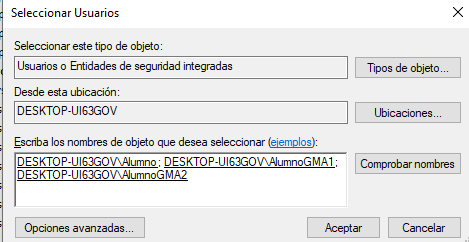 Seleccionar Usuarios
Seleccionar este tipo de objeto:
Usuarios o Entidades de seguridad integradas
Tipos de objeto...
Desde esta ubicación:
DESKTOP-UI63GOV
Ubicaciones...
Escriba los nombres de objeto que desea seleccionar (ejemplos):
DESKTOP-UI63GOV\Alumno; DESKTOP-UI63GOV\AlumnoGMA1;
DESKTOP-UI63GOV\AlumnoGMA2
Comprobar nombres
Opciones avanzadas...
Aceptar
Cancelar